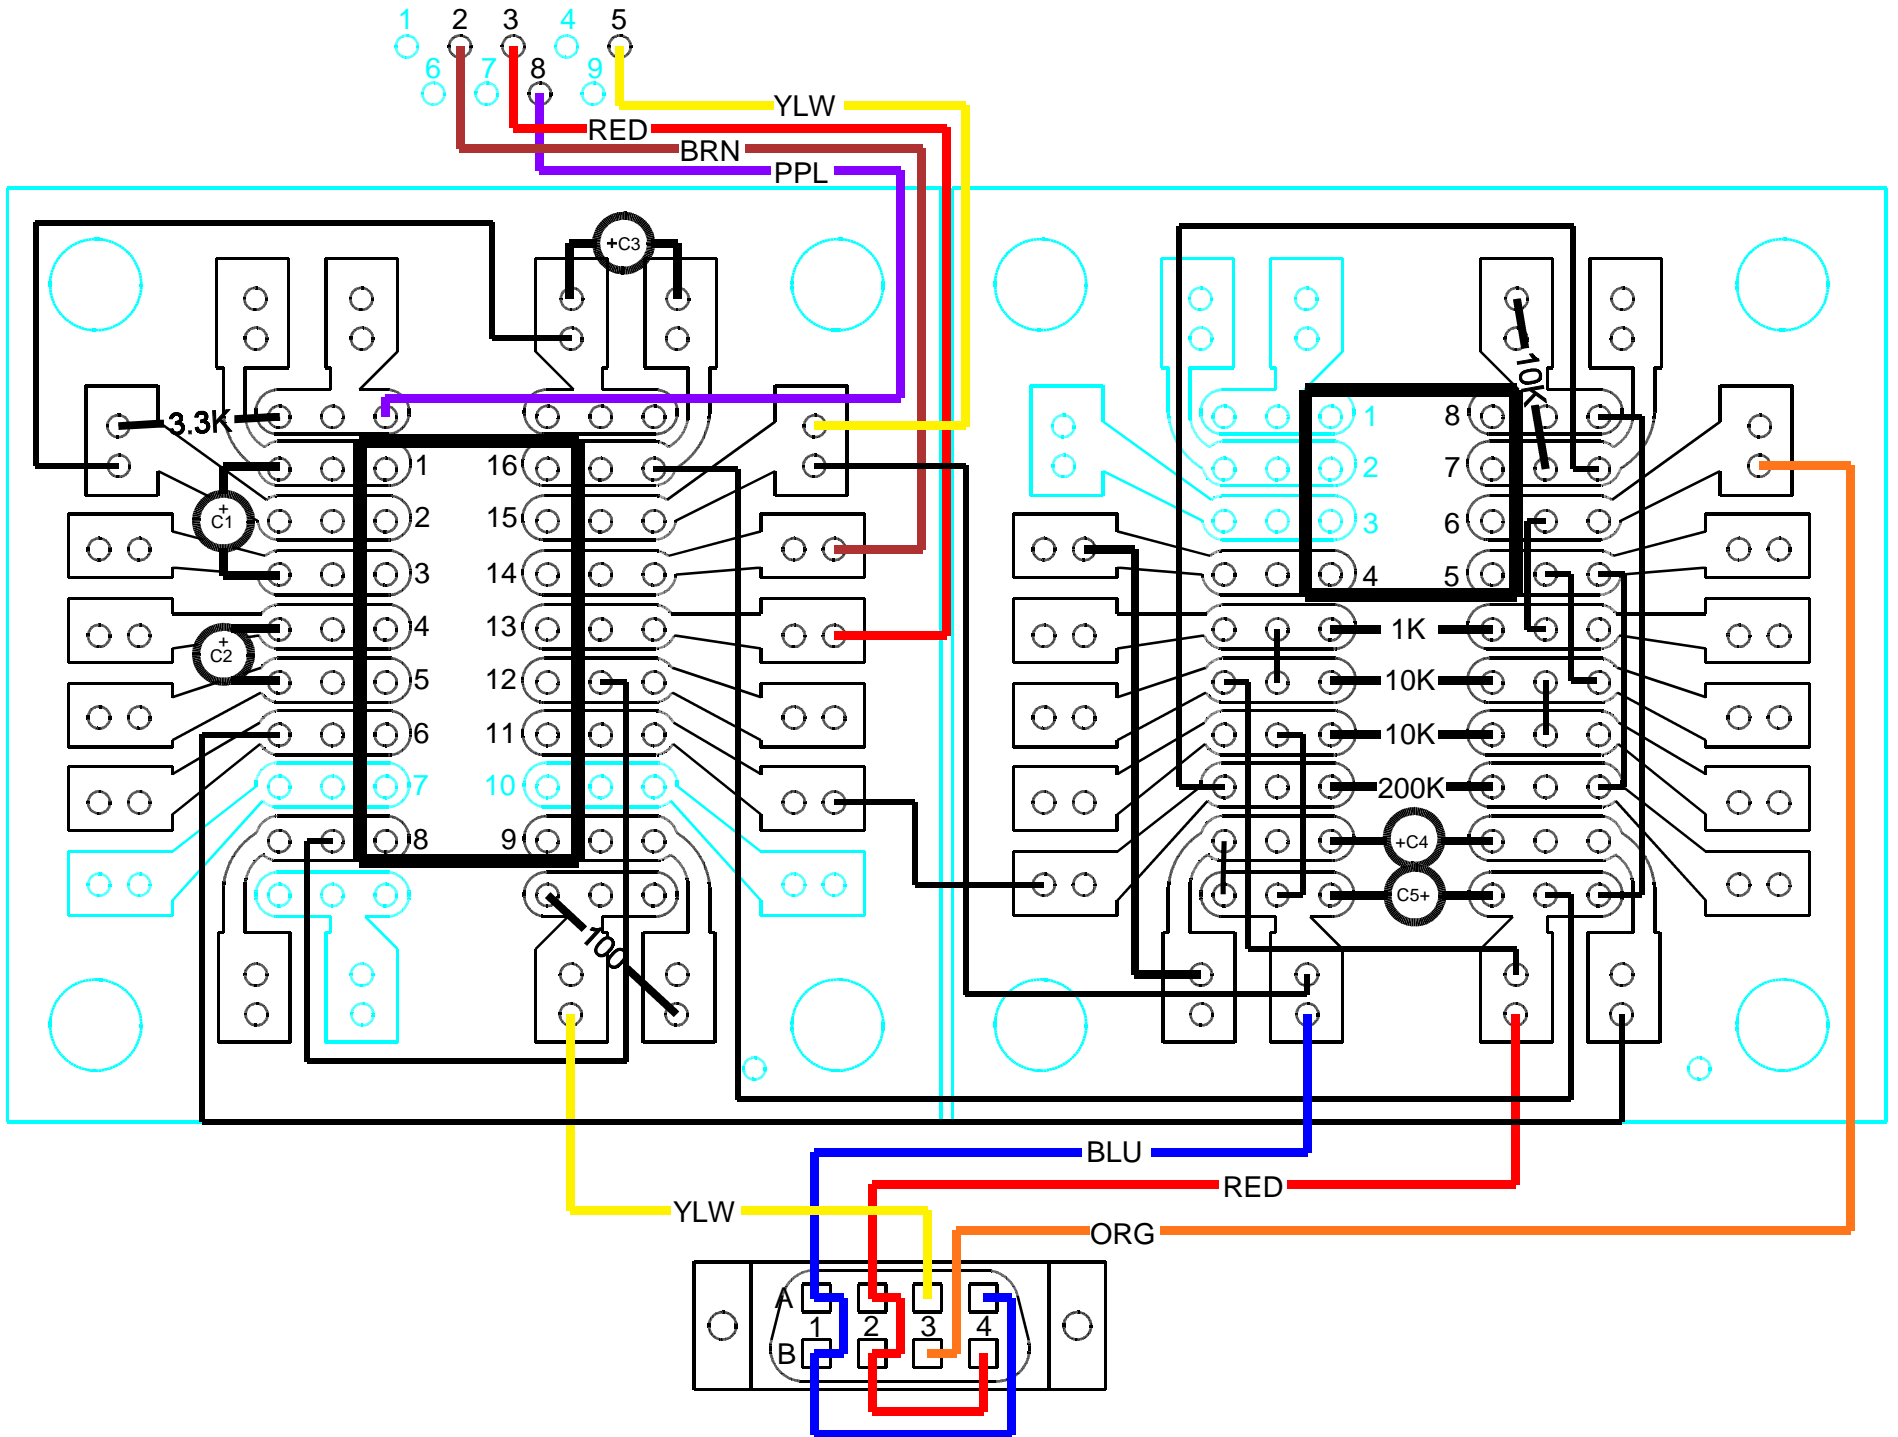 1 2 3 4 5
6 7 8 9
YLW
RED
BRN
PPL
+C3
10K
3.3K
1 8
1 16 2 7
+
C1
2 15 3 6
3 14 4 5
4 13 1K
+
C2
5 12 10K
6 11 10K
7 10 200K
8 9 +C4
C5+
100
BLU
RED
YLW
ORG
A
1 2 3 4
B